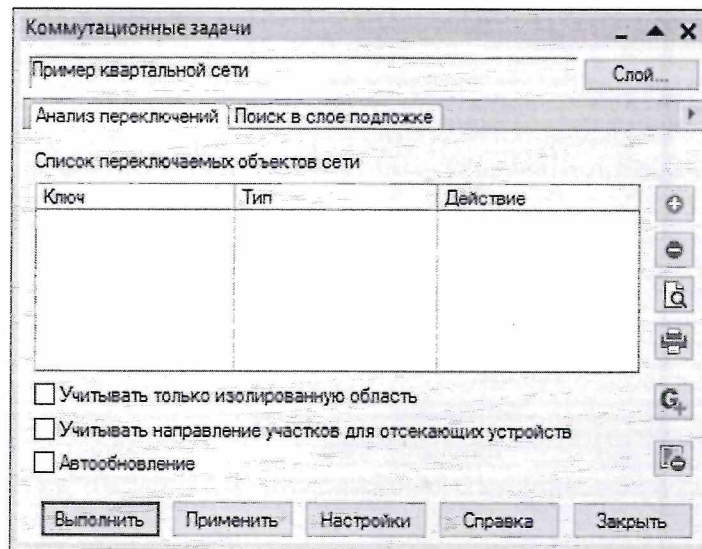 Коммутационные задачи
Пример квартальной сети
Слой...
Анализ переключений Поиск в слое подложке
Список переключаемых объектов сети
Ключ Тип Действие
Учитывать только изолированную область
Учитывать направление участков для отсекающих устройств
Автообновление
Выполнить Применить Настройки Справка Закрыть